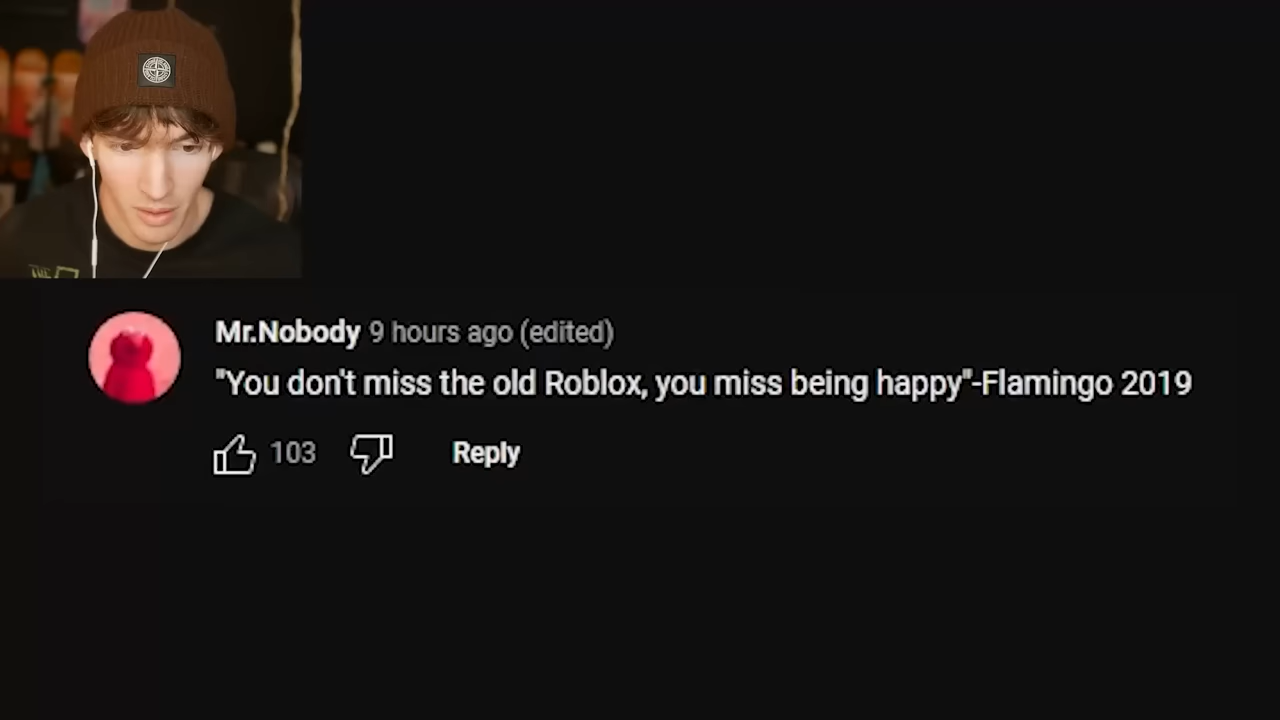 Mr.Nobody 9 hours ago (edited)
"You don't miss the old Roblox, you miss being happy"-Flamingo 2019
103 Reply